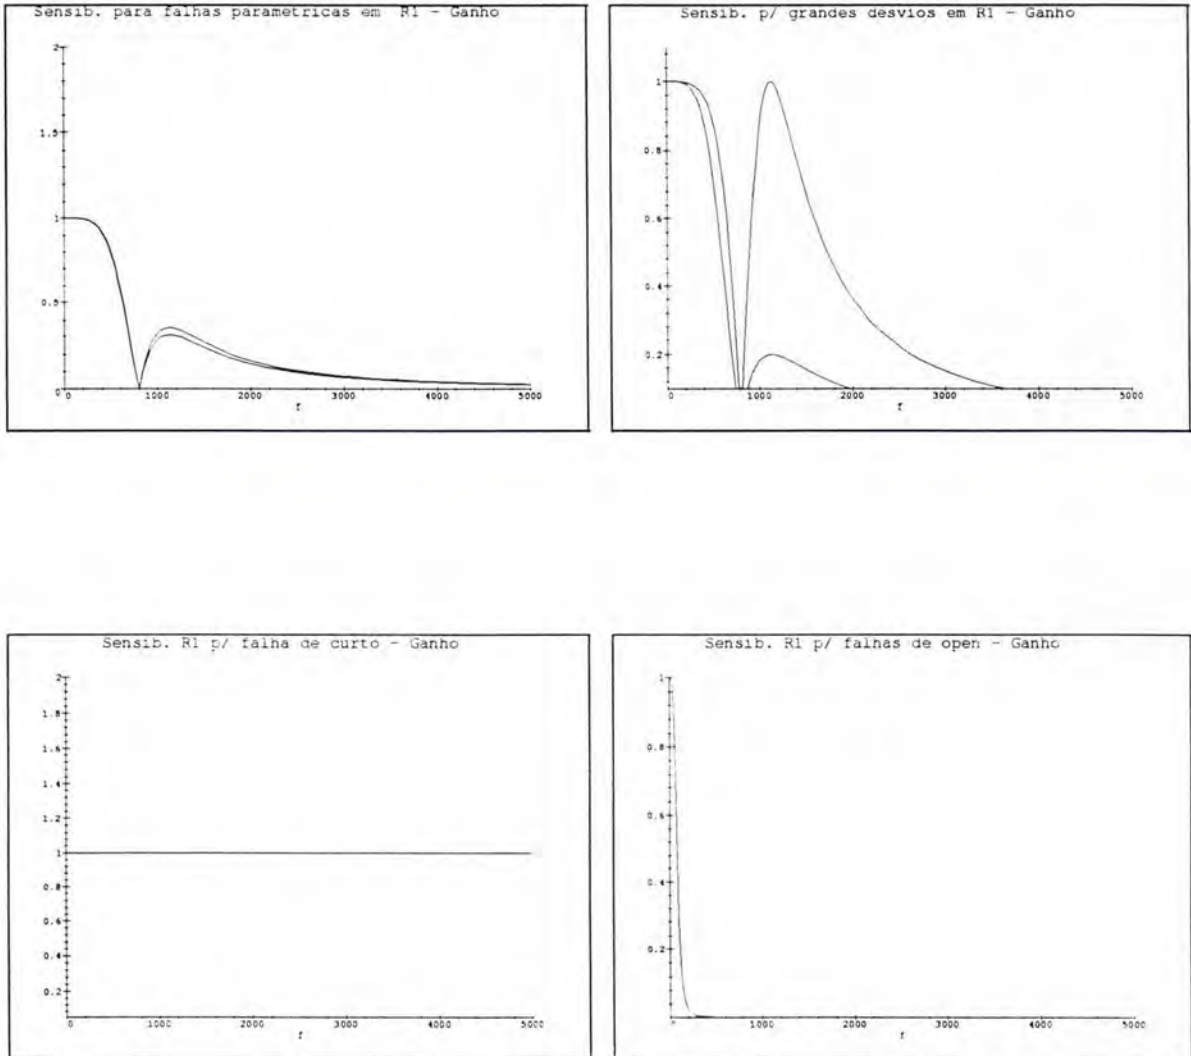 Sensib. para falhas parametricas em R1 - Ganho
2
1.5
1
0.5
0
0 1000 2000 3000 4000 5000
f
Sensib. p/ grandes desvios em R1 - Ganho
1
0.8
0.6
0.4
0.2
0 1000 2000 3000 4000 5000
f
Sensib. R1 p/ falha de curto - Ganho
2
1.8
1.6
1.4
1.2
1
0.8
0.6
0.4
0.2
0 1000 2000 3000 4000 5000
f
Sensib. R1 p/ falhas de open - Ganho
1
0.8
0.6
0.4
0.2
1000 2000 3000 4000 5000
f